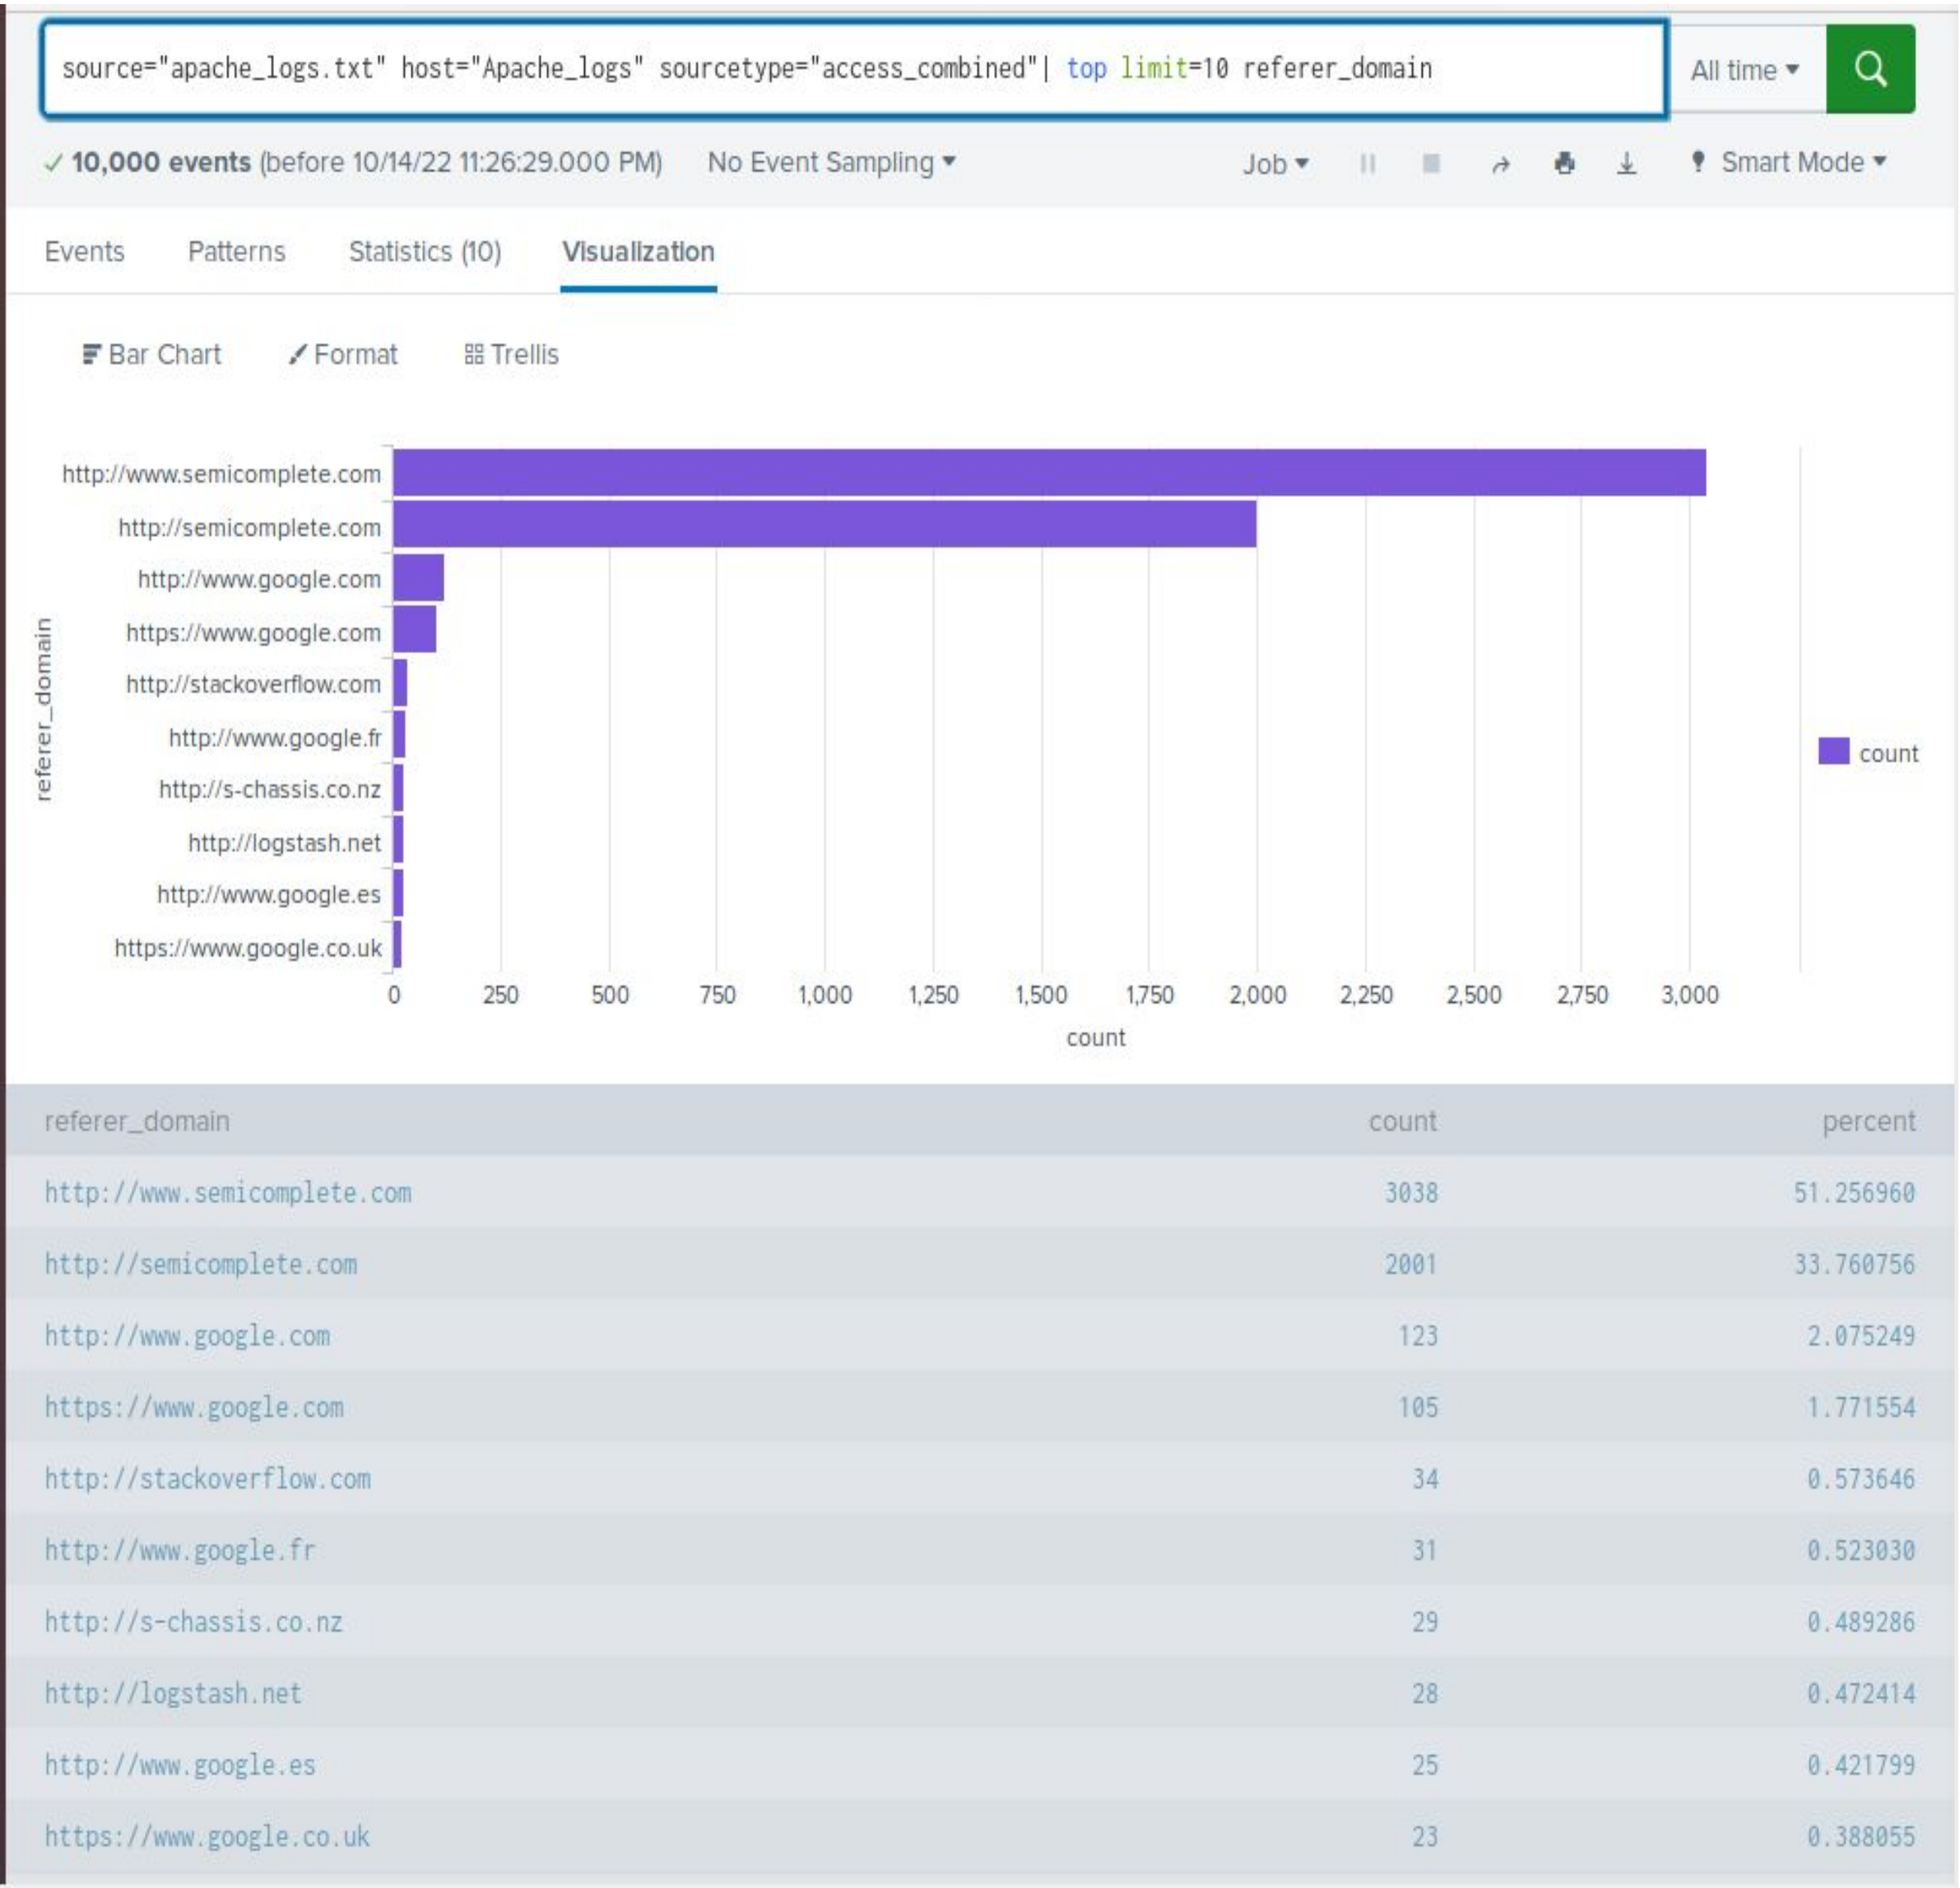 source="apache_logs.txt" host="Apache_logs" sourcetype="access_combined"| top limit=10 referer_domain
All time
10,000 events (before 10/14/22 11:26:29.000 PM) No Event Sampling Job Smart Mode
Events Patterns Statistics (10) Visualization
Bar Chart Format Trellis
referer_domain
http://www.semicomplete.com
http://semicomplete.com
http://www.google.com
https://www.google.com
http://stackoverflow.com
http://www.google.fr
http://s-chassis.co.nz
http://logstash.net
http://www.google.es
https://www.google.co.uk
count
0 250 500 750 1,000 1,250 1,500 1,750 2,000 2,250 2,500 2,750 3,000
count
referer_domain count percent
http://www.semicomplete.com 3038 51.256960
http://semicomplete.com 2001 33.760756
http://www.google.com 123 2.075249
https://www.google.com 105 1.771554
http://stackoverflow.com 34 0.573646
http://www.google.fr 31 0.523030
http://s-chassis.co.nz 29 0.489286
http://logstash.net 28 0.472414
http://www.google.es 25 0.421799
https://www.google.co.uk 23 0.388055